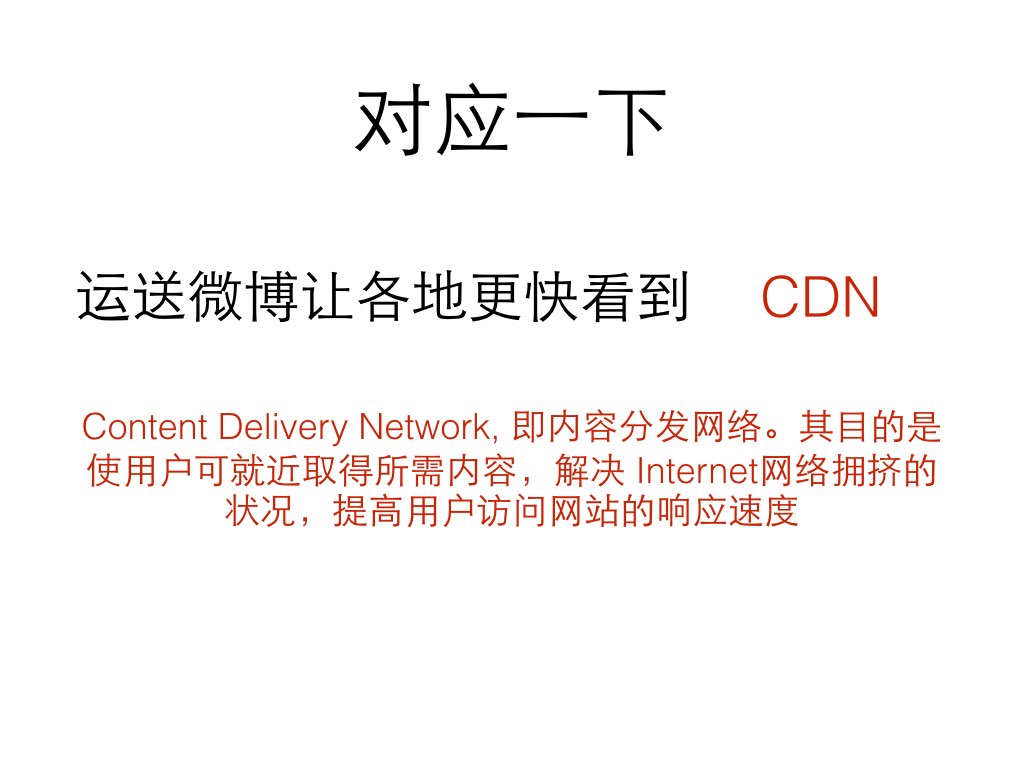 对应一下
运送微博让各地更快看到 CDN
Content Delivery Network, 即内容分发网络。其目的是
使用户可就近取得所需内容，解决 Internet网络拥挤的
状况，提高用户访问网站的响应速度